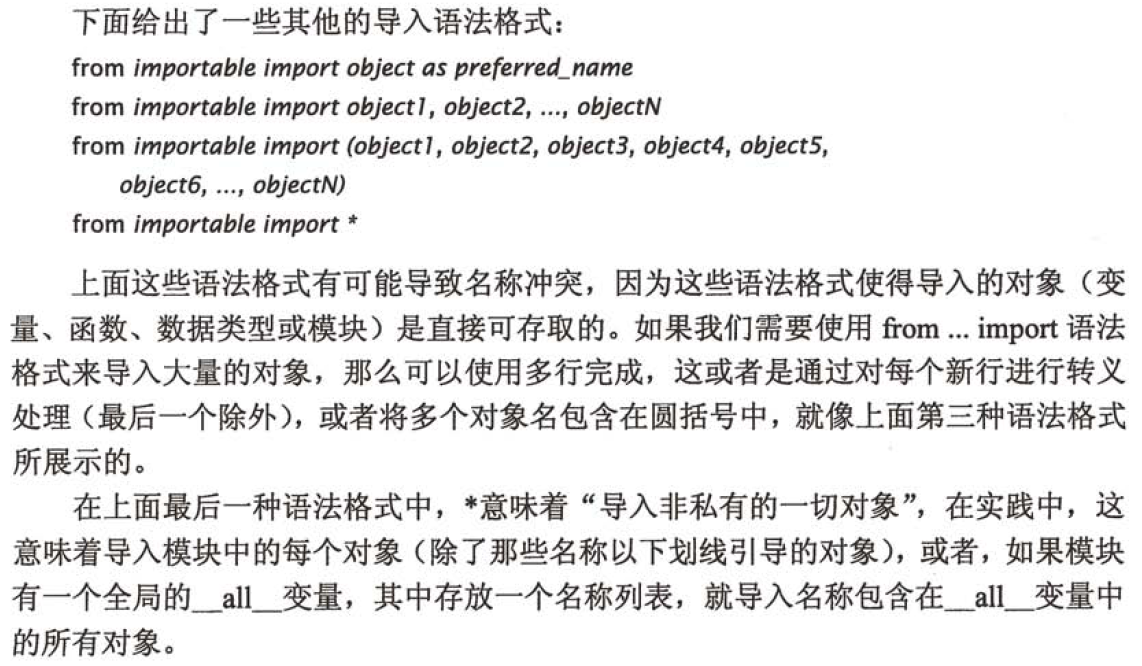 下面给出了一些其他的导入语法格式：
from importable import object as preferred_name
from importable import object1, object2, ..., objectN
from importable import (object1, object2, object3, object4, object5,
object6, ..., objectN)
from importable import *
上面这些语法格式有可能导致名称冲突，因为这些语法格式使得导入的对象（变
量、函数、数据类型或模块）是直接可存取的。如果我们需要使用 from ... import 语法
格式来导入大量的对象，那么可以使用多行完成，这或者是通过对每个新行进行转义
处理（最后一个除外），或者将多个对象名包含在圆括号中，就像上面第三种语法格式
所展示的。
在上面最后一种语法格式中，*意味着“导入非私有的一切对象”，在实践中，这
意味着导入模块中的每个对象（除了那些名称以下划线引导的对象），或者，如果模块
有一个全局的__all__变量，其中存放一个名称列表，就导入名称包含在__all__变量中
的所有对象。